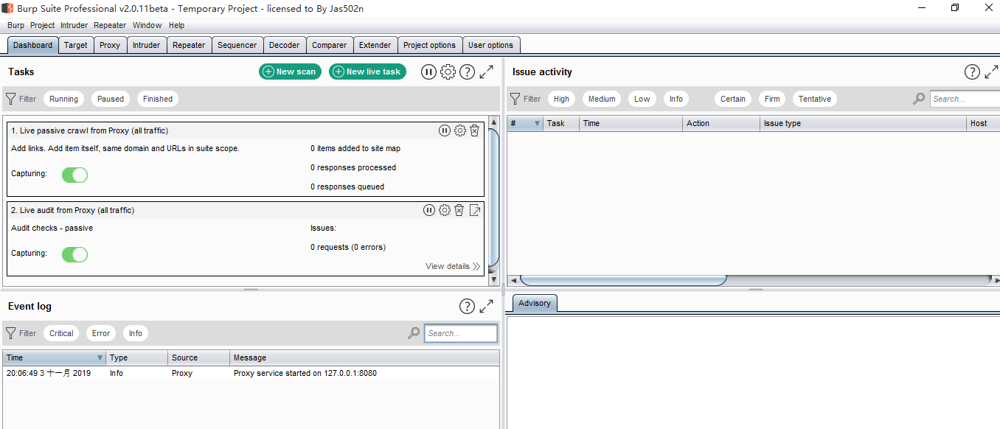 Burp Suite Professional v2.0.11beta - Temporary Project - licensed to By Jas502n
Burp Project Intruder Repeater Window Help
Dashboard Target Proxy Intruder Repeater Sequencer Decoder Comparer Extender Project options User options
Tasks
New scan
New live task
Filter Running Paused Finished
1. Live passive crawl from Proxy (all traffic)
Add links. Add item itself, same domain and URLs in suite scope.
0 items added to site map
0 responses processed
Capturing:
0 responses queued
2. Live audit from Proxy (all traffic)
Audit checks - passive
Issues:
0 requests (0 errors)
Capturing:
View details
Issue activity
Filter High Medium Low Info Certain Firm Tentative Search...
# Task Time Action Issue type Host
Event log
Filter Critical Error Info Search...
Time Type Source Message
20:06:49 3 十一月 2019 Info Proxy Proxy service started on 127.0.0.1:8080
Advisory